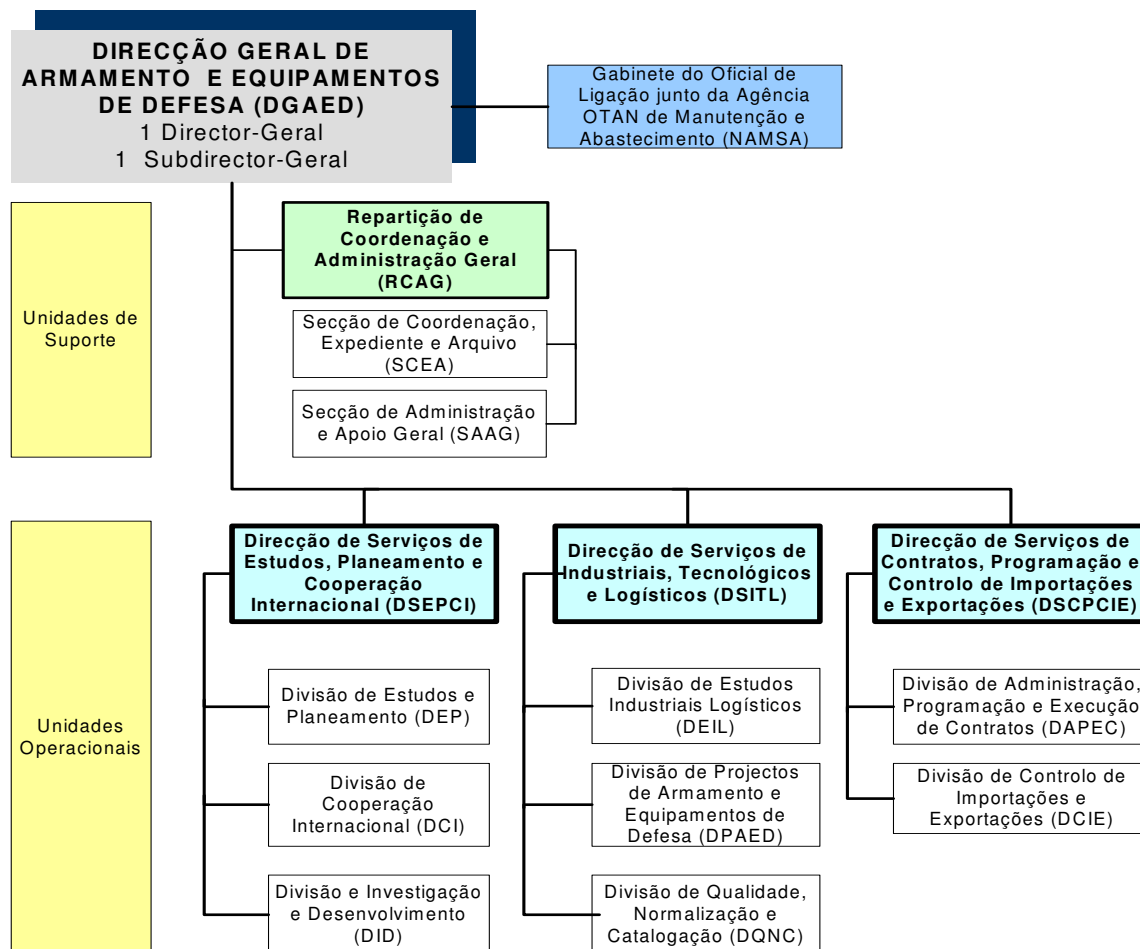 DIRECÇÃO GERAL DE
ARMAMENTO E EQUIPAMENTOS
DE DEFESA (DGAED)
1 Director-Geral
1 Subdirector-Geral
Gabinete do Oficial de
Ligação junto da Agência
OTAN de Manutenção e
Abastecimento (NAMSA)
Unidades de
Suporte
Repartição de
Coordenação e
Administração Geral
(RCAG)
Secção de Coordenação,
Expediente e Arquivo
(SCEA)
Secção de Administração
e Apoio Geral (SAAG)
Unidades
Operacionais
Direcção de Serviços de
Estudos, Planeamento e
Cooperação
Internacional (DSEPCI)
Divisão de Estudos e
Planeamento (DEP)
Divisão de
Cooperação
Internacional (DCI)
Divisão e Investigação
e Desenvolvimento
(DID)
Direcção de Serviços de
Industriais, Tecnológicos
e Logísticos (DSITL)
Divisão de Estudos
Industriais Logísticos
(DEIL)
Divisão de Projectos
de Armamento e
Equipamentos de
Defesa (DPAED)
Divisão de Qualidade,
Normalização e
Catalogação (DQNC)
Direcção de Serviços de
Contratos, Programação e
Controlo de Importações
e Exportações (DSCPCIE)
Divisão de Administração,
Programação e Execução
de Contratos (DAPEC)
Divisão de Controlo de
Importações e
Exportações (DCIE)